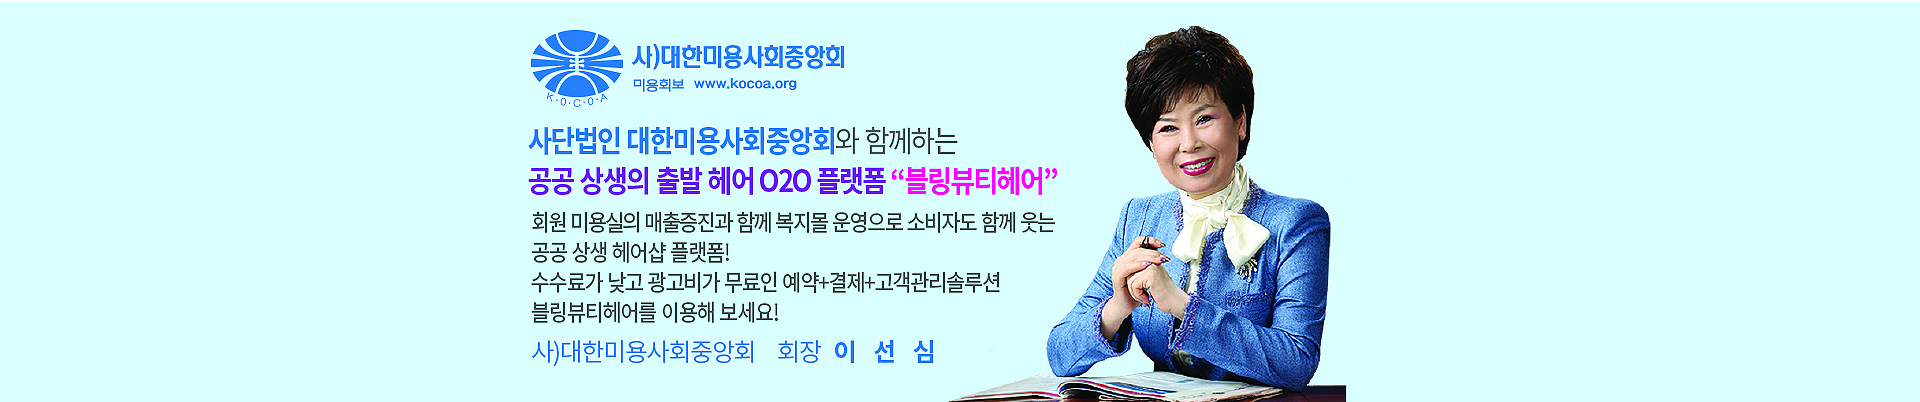 사)대한미용사회중앙회
미용회보 www.kocoa.org
K·O·C·O·A
사단법인 대한미용사회중앙회와 함께하는
공공 상생의 출발 헤어 O2O 플랫폼 “블링뷰티헤어”
회원 미용실의 매출증진과 함께 복지몰 운영으로 소비자도 함께 웃는
공공 상생 헤어샵 플랫폼!
수수료가 낮고 광고비가 무료인 예약+결제+고객관리솔루션
블링뷰티헤어를 이용해 보세요!
사)대한미용사회중앙회 회장 이 선 심